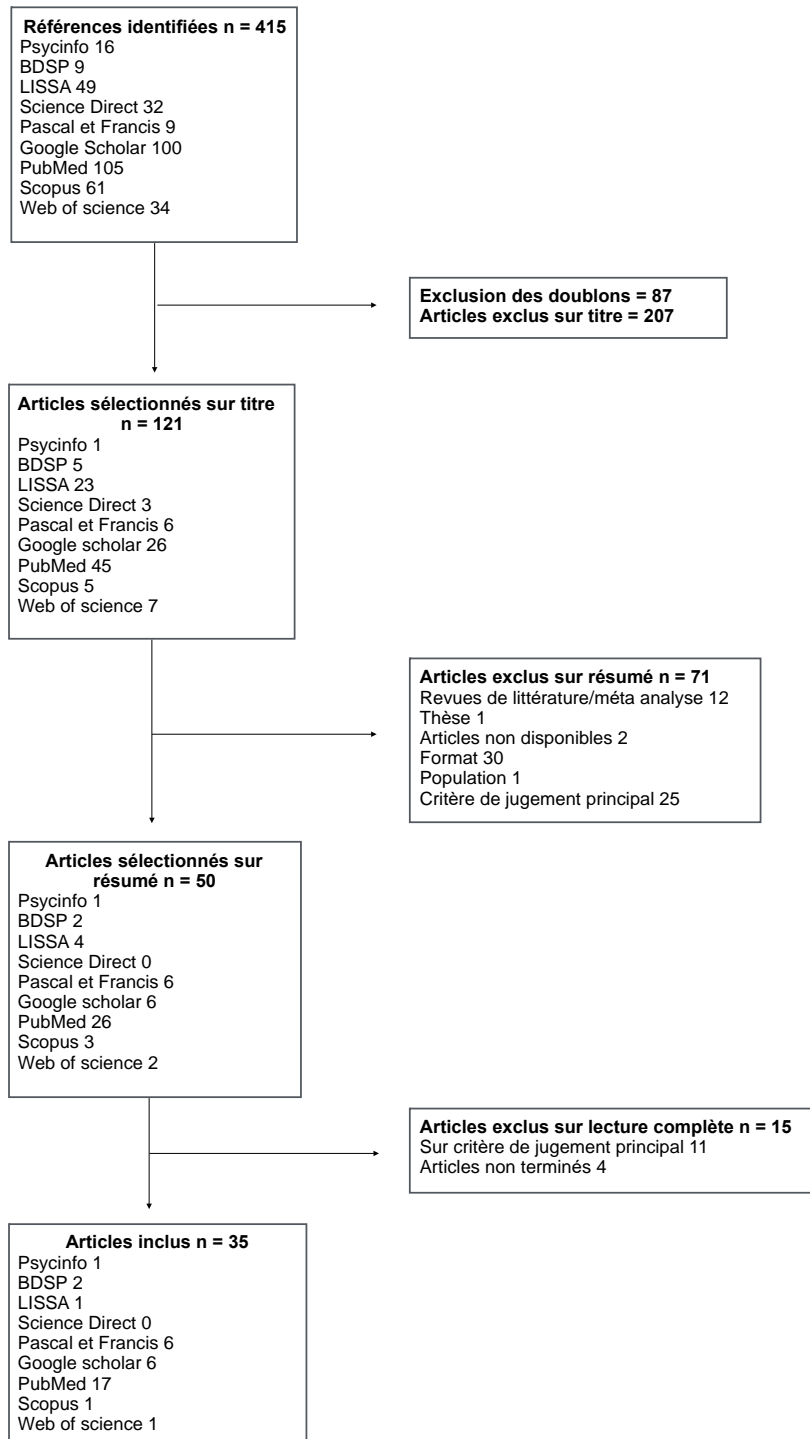 Références identifiées n = 415
Psycinfo 16
BDSP 9
LISSA 49
Science Direct 32
Pascal et Francis 9
Google Scholar 100
PubMed 105
Scopus 61
Web of science 34
Exclusion des doublons = 87
Articles exclus sur titre = 207
Articles sélectionnés sur titre
n = 121
Psycinfo 1
BDSP 5
LISSA 23
Science Direct 3
Pascal et Francis 6
Google scholar 26
PubMed 45
Scopus 5
Web of science 7
Articles exclus sur résumé n = 71
Revues de littérature/méta analyse 12
Thèse 1
Articles non disponibles 2
Format 30
Population 1
Critère de jugement principal 25
Articles sélectionnés sur
résumé n = 50
Psycinfo 1
BDSP 2
LISSA 4
Science Direct 0
Pascal et Francis 6
Google scholar 6
PubMed 26
Scopus 3
Web of science 2
Articles exclus sur lecture complète n = 15
Sur critère de jugement principal 11
Articles non terminés 4
Articles inclus n = 35
Psycinfo 1
BDSP 2
LISSA 1
Science Direct 0
Pascal et Francis 6
Google scholar 6
PubMed 17
Scopus 1
Web of science 1